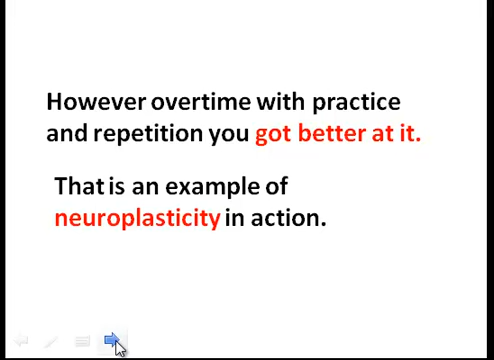 However overtime with practice
and repetition you got better at it.
That is an example of
neuroplasticity in action.